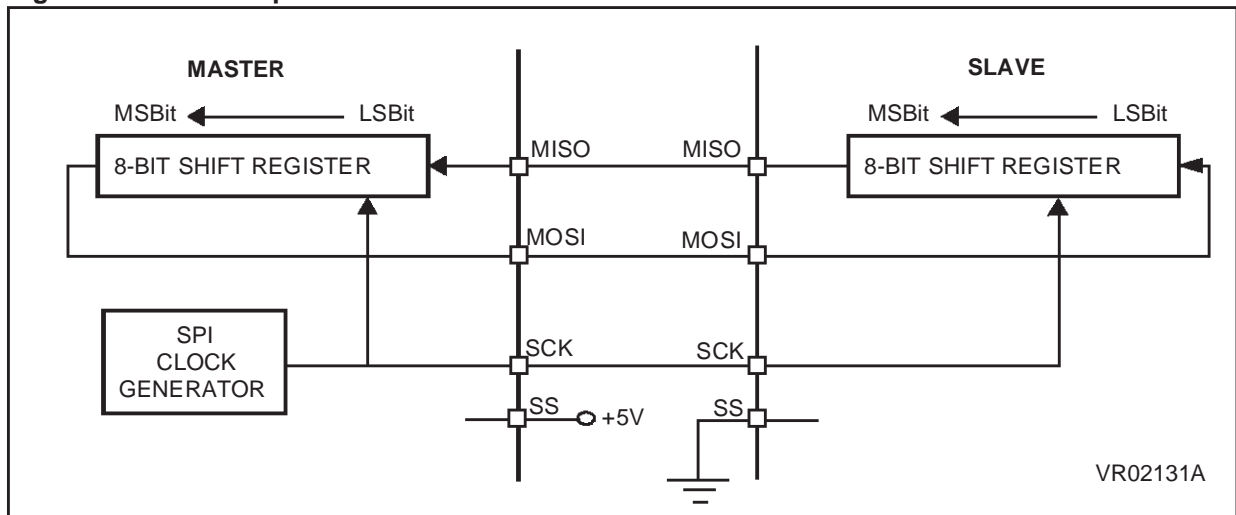 MASTER
SLAVE
MSBit LSBit
MSBit LSBit
8-BIT SHIFT REGISTER
MISO
MISO
8-BIT SHIFT REGISTER
MOSI
MOSI
SPI
CLOCK
GENERATOR
SCK
SCK
SS
+5V
SS
VR02131A